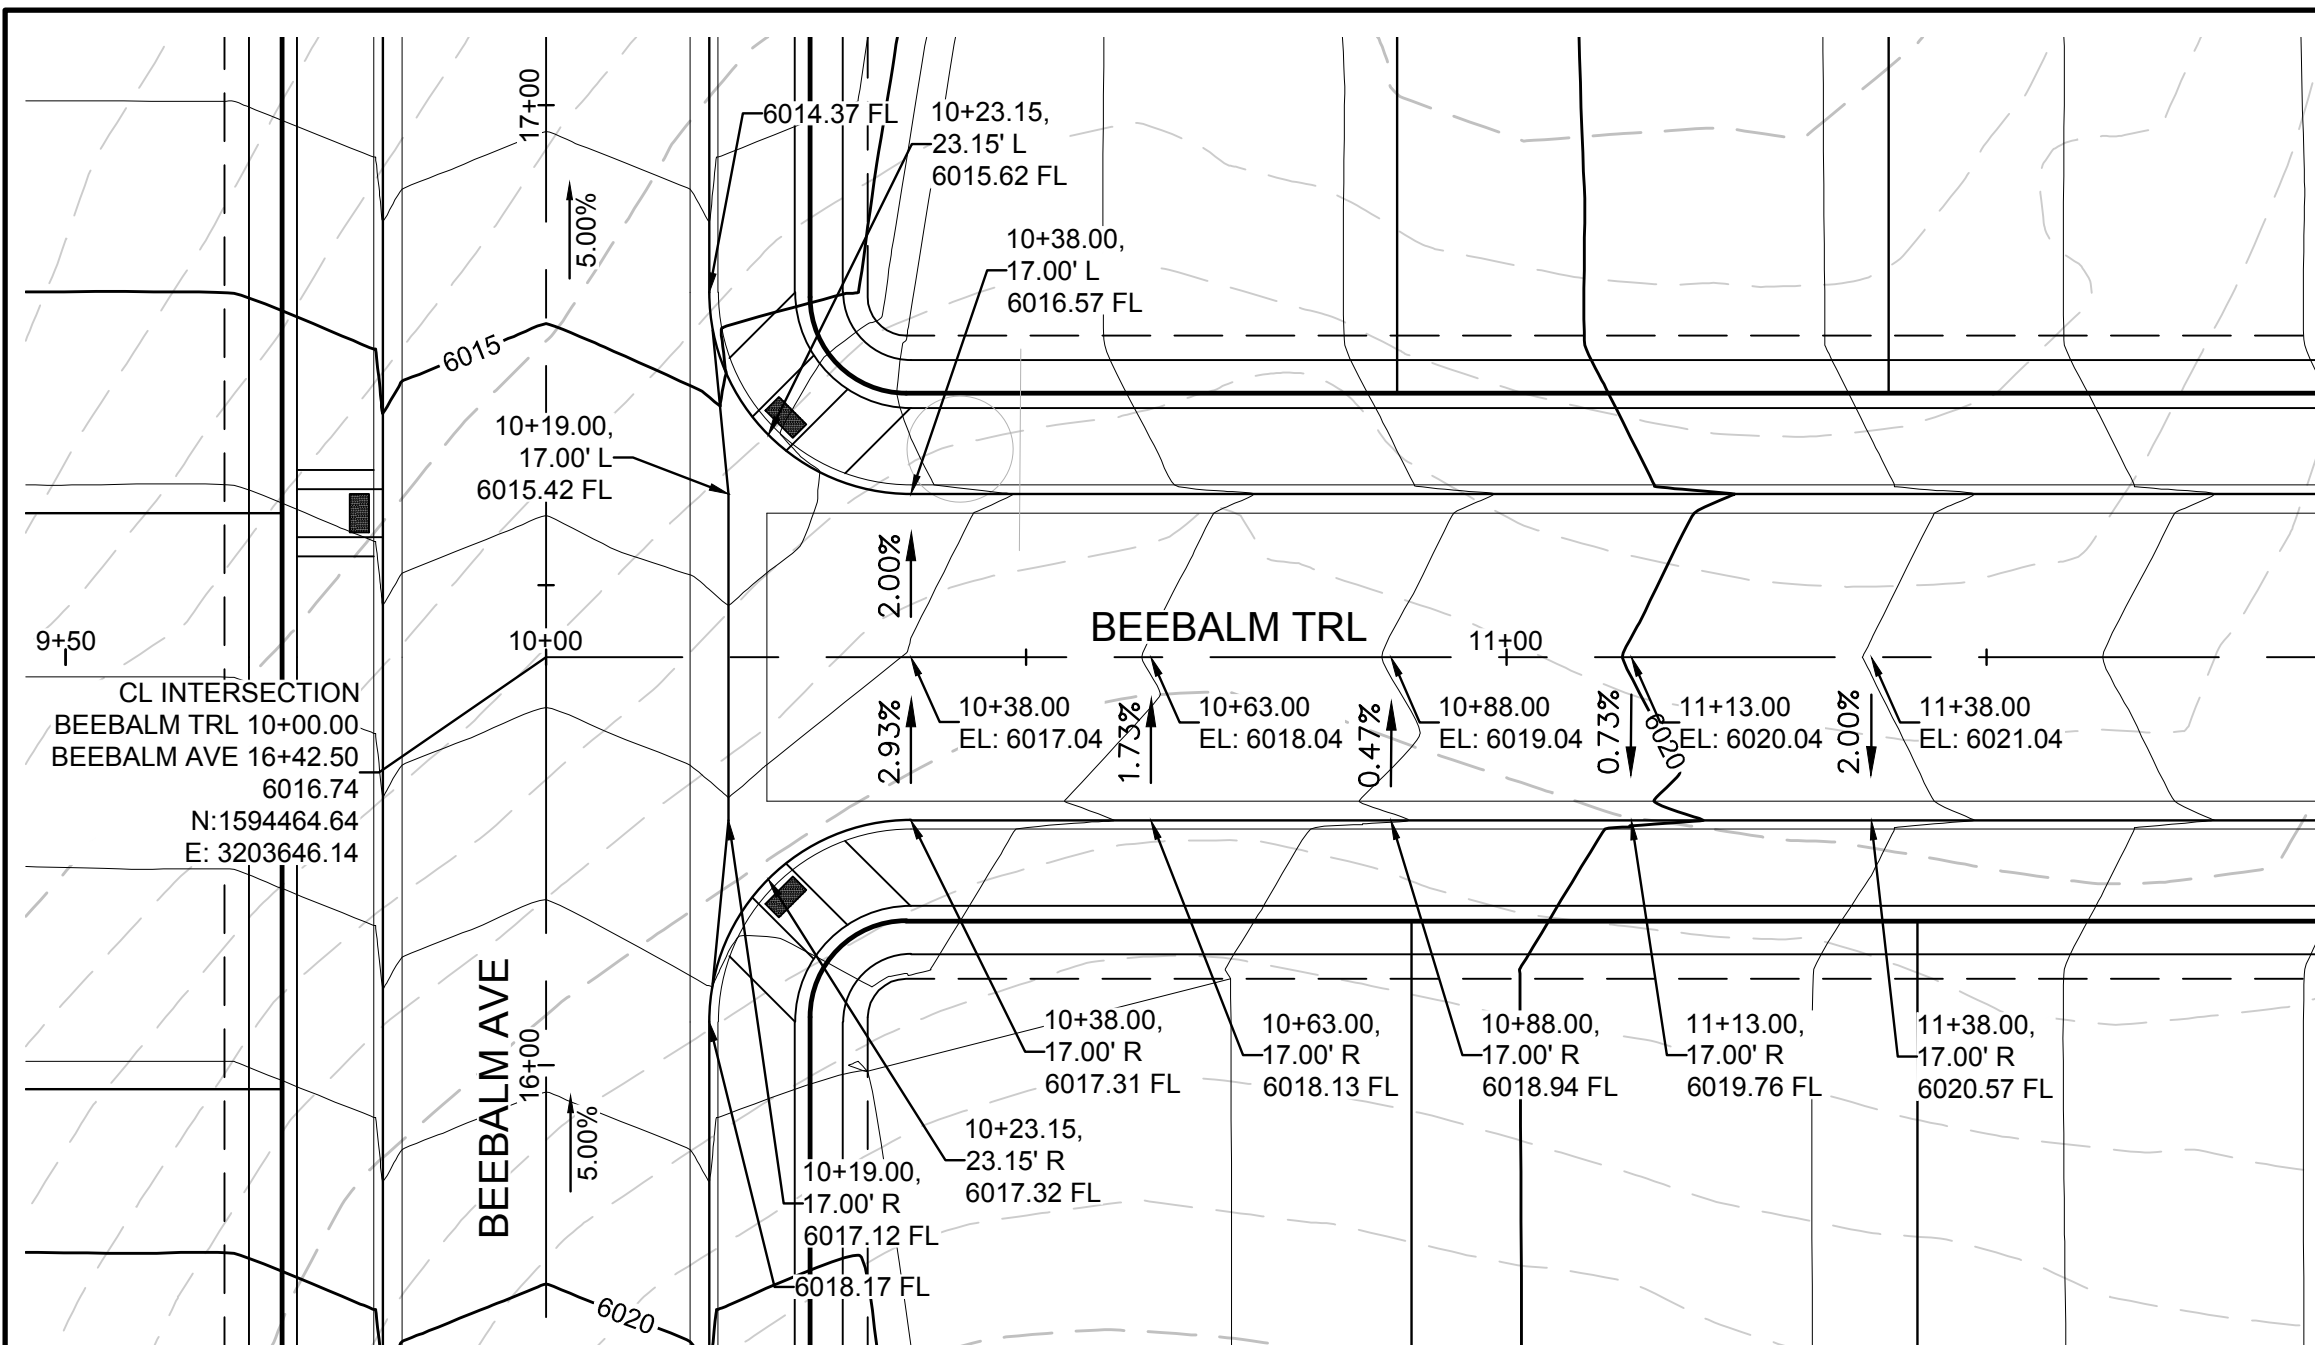 17+00
6014.37 FL
10+23.15,
23.15' L
6015.62 FL
5.00%
10+38.00,
17.00' L
6016.57 FL
6015
10+19.00,
17.00' L
6015.42 FL
2.00%
BEEBALM TRL
9+50
10+00
11+00
CL INTERSECTION
BEEBALM TRL 10+00.00
BEEBALM AVE 16+42.50
6016.74
N:1594464.64
E: 3203646.14
2.93%
10+38.00
EL: 6017.04
1.73%
10+63.00
EL: 6018.04
0.47%
10+88.00
EL: 6019.04
0.73%
6020
11+13.00
EL: 6020.04
2.00%
11+38.00
EL: 6021.04
BEEBALM AVE
16+00
5.00%
10+38.00,
17.00' R
6017.31 FL
10+63.00,
17.00' R
6018.13 FL
10+88.00,
17.00' R
6018.94 FL
11+13.00,
17.00' R
6019.76 FL
11+38.00,
17.00' R
6020.57 FL
10+23.15,
23.15' R
6017.32 FL
10+19.00,
17.00' R
6017.12 FL
6018.17 FL
6020